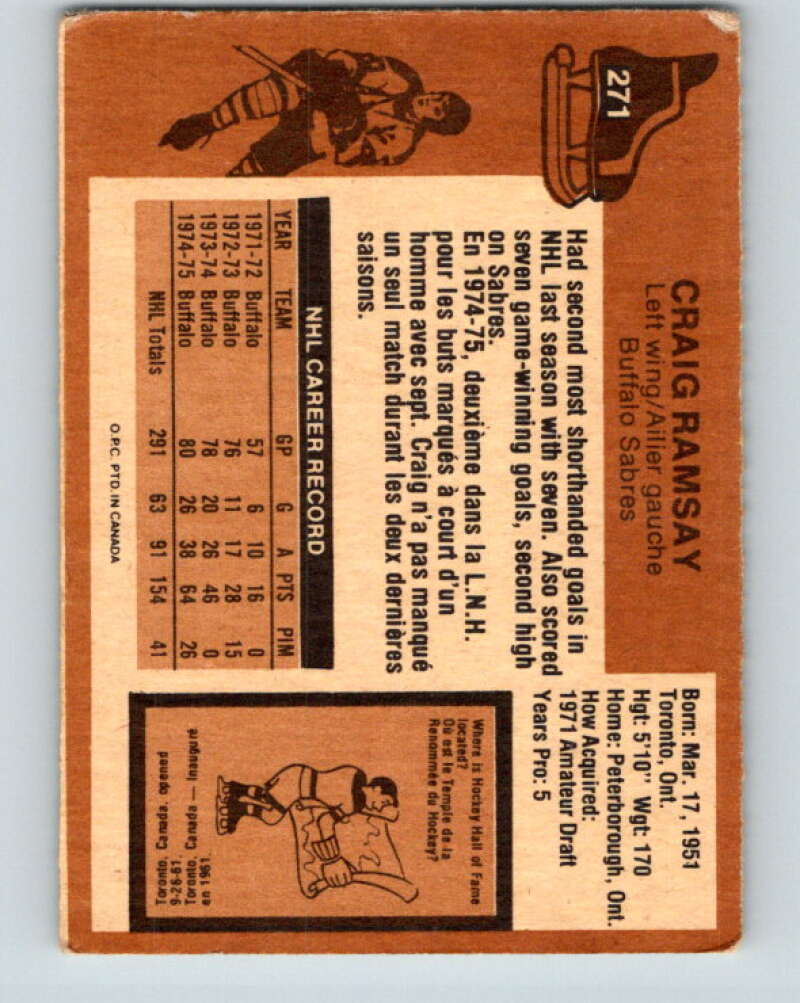 271
CRAIG RAMSAY
Left wing/Ailier gauche
Buffalo Sabres
Born: Mar. 17, 1951
Toronto, Ont.
Hgt: 5'10" Wgt: 170
Home: Peterborough, Ont.
How Acquired:
1971 Amateur Draft
Years Pro: 5
Had second most shorthanded goals in
NHL last season with seven. Also scored
seven game-winning goals, second high
on Sabres.
En 1974-75, deuxième dans la L.N.H.
pour les buts marqués à court d'un
homme avec sept. Craig n'a pas manqué
un seul match durant les deux dernières
saisons.
NHL CAREER RECORD
YEAR TEAM GP G A PTS PIM
1971-72 Buffalo 57 6 10 16 0
1972-73 Buffalo 76 11 17 28 15
1973-74 Buffalo 78 20 26 46 0
1974-75 Buffalo 80 26 38 64 26
NHL Totals 291 63 91 154 41
Where is Hockey Hall of Fame
located?
Où est le Temple de la
Renommée du Hockey?
Toronto, Canada, opened
9-26-61.
Toronto, Canada — inauguré
en 1961.
O.P.C. PTD. IN CANADA